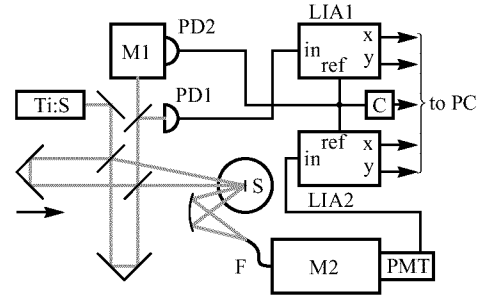 PD2
LIA1
M1
in
x
ref
y
PD1
Ti:S
C
to PC
ref
x
in
y
S
LIA2
F
M2
PMT